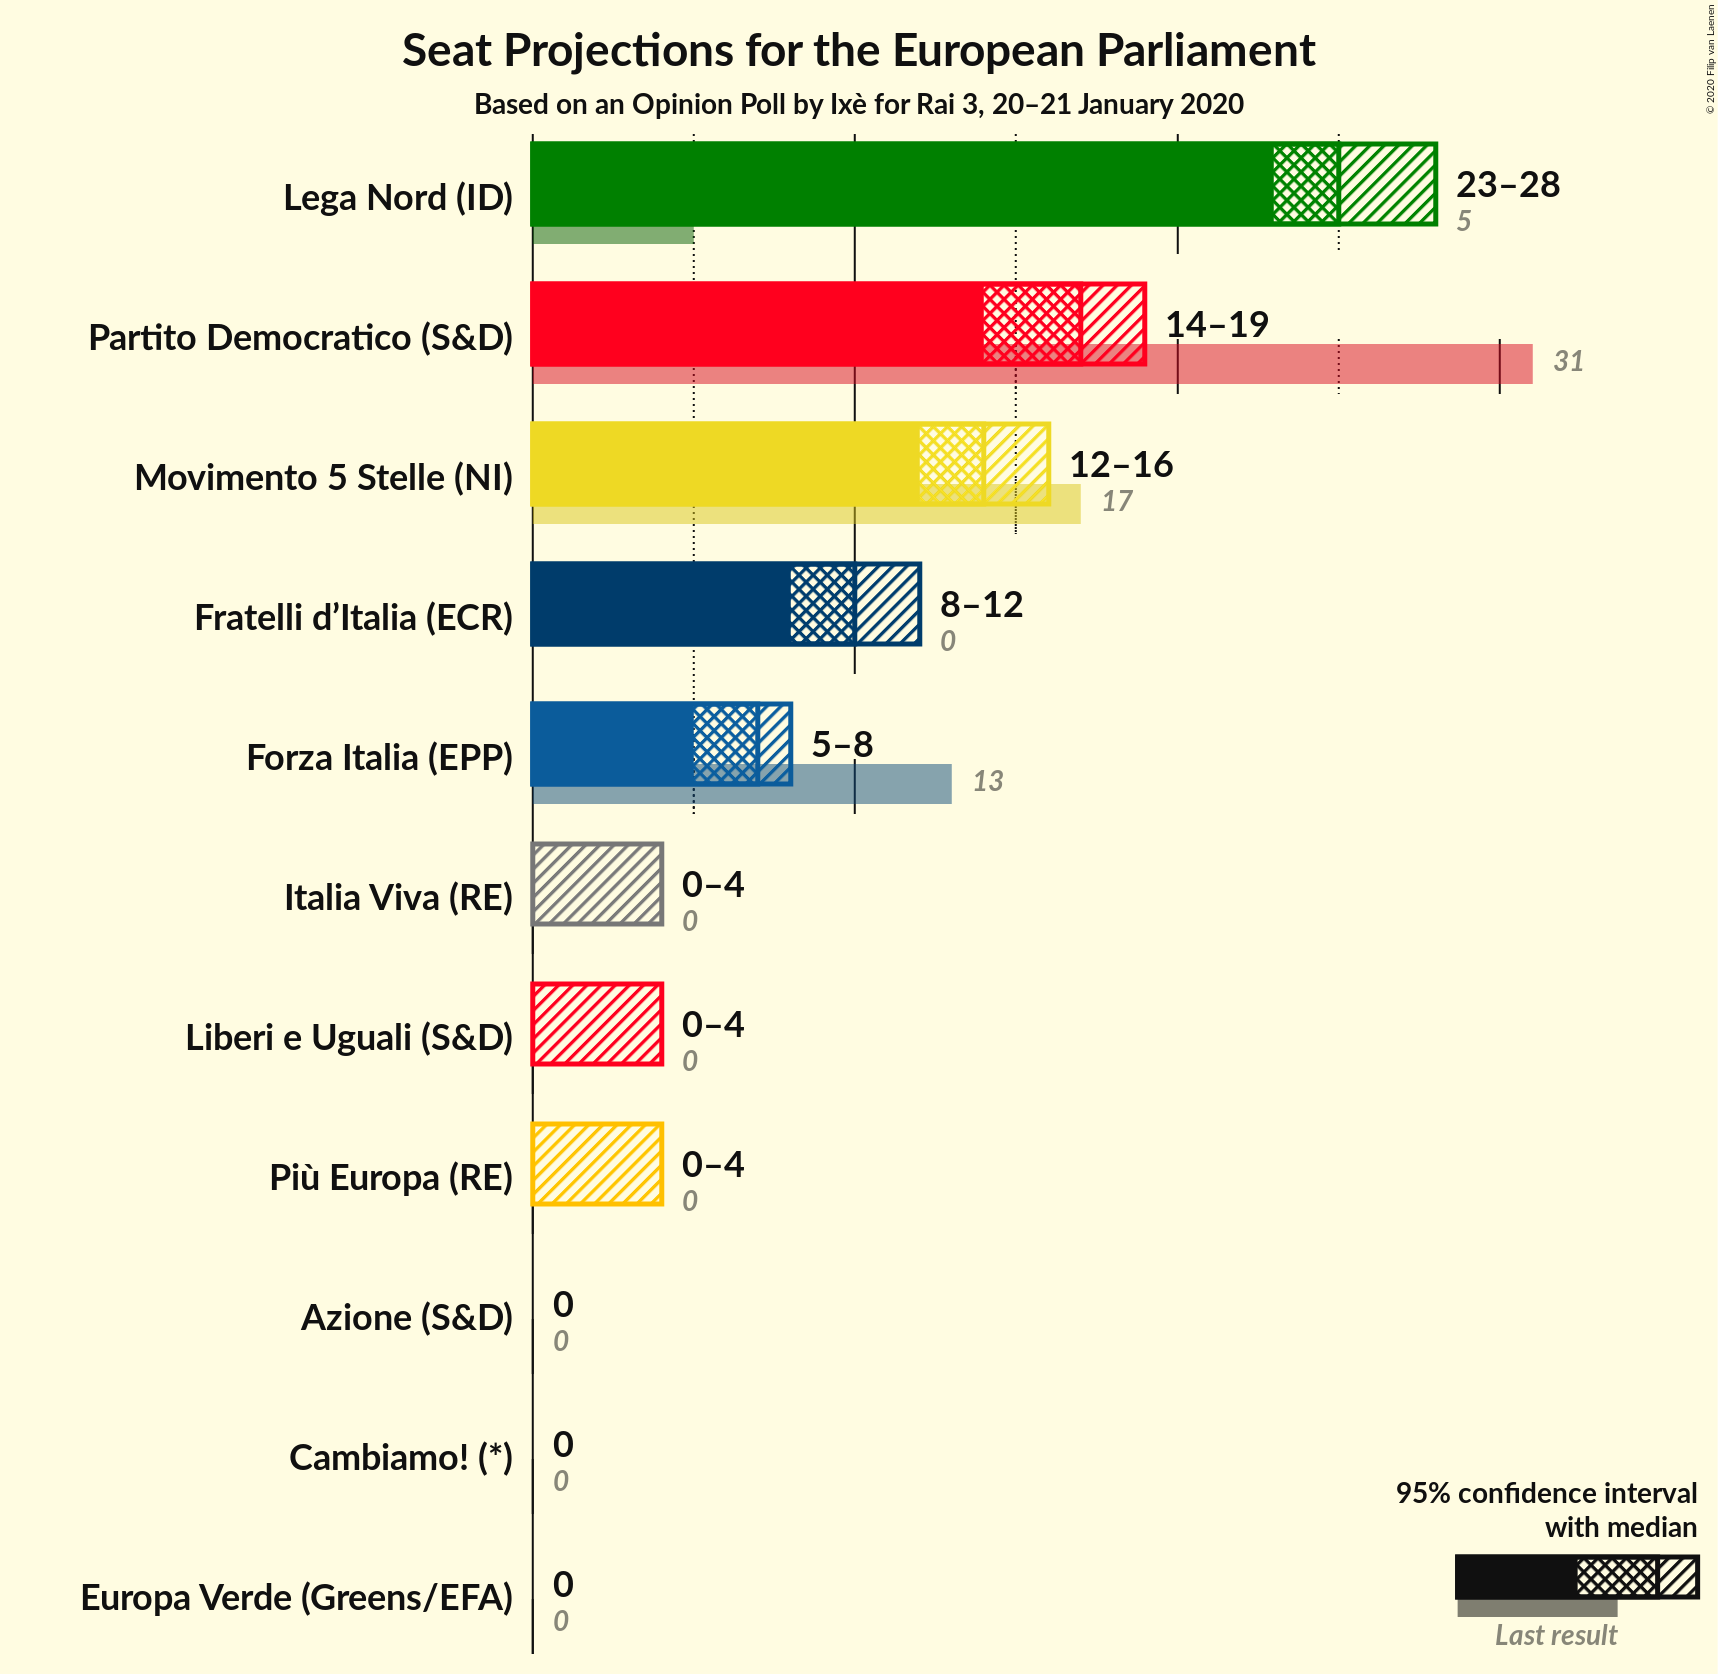 Seat Projections for the European Parliament
Based on an Opinion Poll by Ixè for Rai 3, 20–21 January 2020
© 2020 Filip van Laenen
Lega Nord (ID)
23–28
5
Partito Democratico (S&D)
14–19
31
Movimento 5 Stelle (NI)
12–16
17
Fratelli d’Italia (ECR)
8–12
0
Forza Italia (EPP)
5–8
13
Italia Viva (RE)
0–4
0
Liberi e Uguali (S&D)
0–4
0
Più Europa (RE)
0–4
0
Azione (S&D)
0
0
Cambiamo! (*)
0
0
Europa Verde (Greens/EFA)
0
0
95% confidence interval
with median
Last result